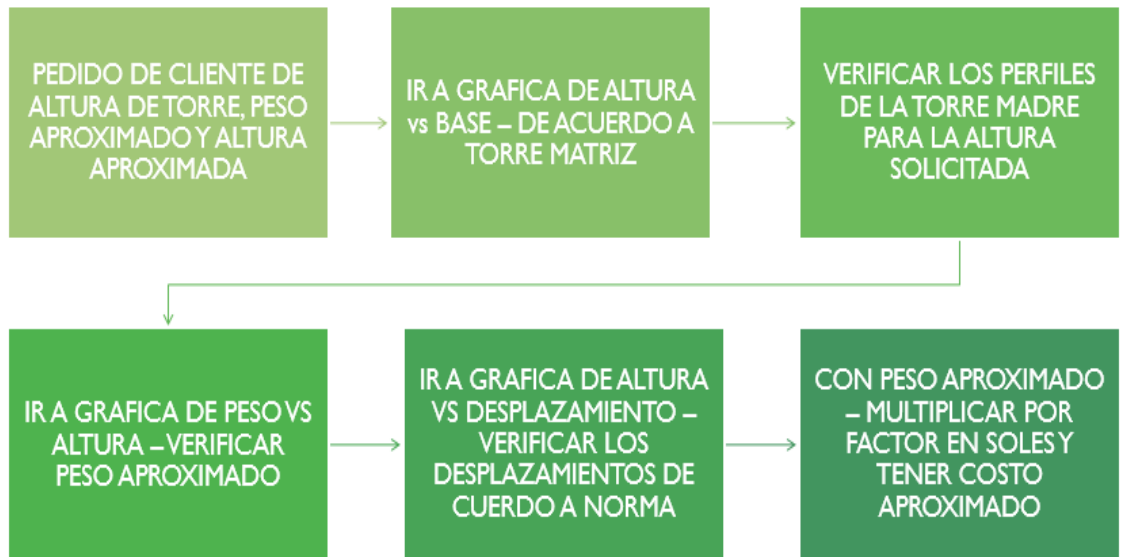 PEDIDO DE CLIENTE DE
ALTURA DE TORRE, PESO
APROXIMADO Y ALTURA
APROXIMADA
IR A GRAFICA DE ALTURA
vs BASE – DE ACUERDO A
TORRE MATRIZ
VERIFICAR LOS PERFILES
DE LA TORRE MADRE
PARA LA ALTURA
SOLICITADA
IR A GRAFICA DE PESO VS
ALTURA – VERIFICAR
PESO APROXIMADO
IR A GRAFICA DE ALTURA
VS DESPLAZAMIENTO –
VERIFICAR LOS
DESPLAZAMIENTOS DE
CUERDO A NORMA
CON PESO APROXIMADO
– MULTIPLICAR POR
FACTOR EN SOLES Y
TENER COSTO
APROXIMADO